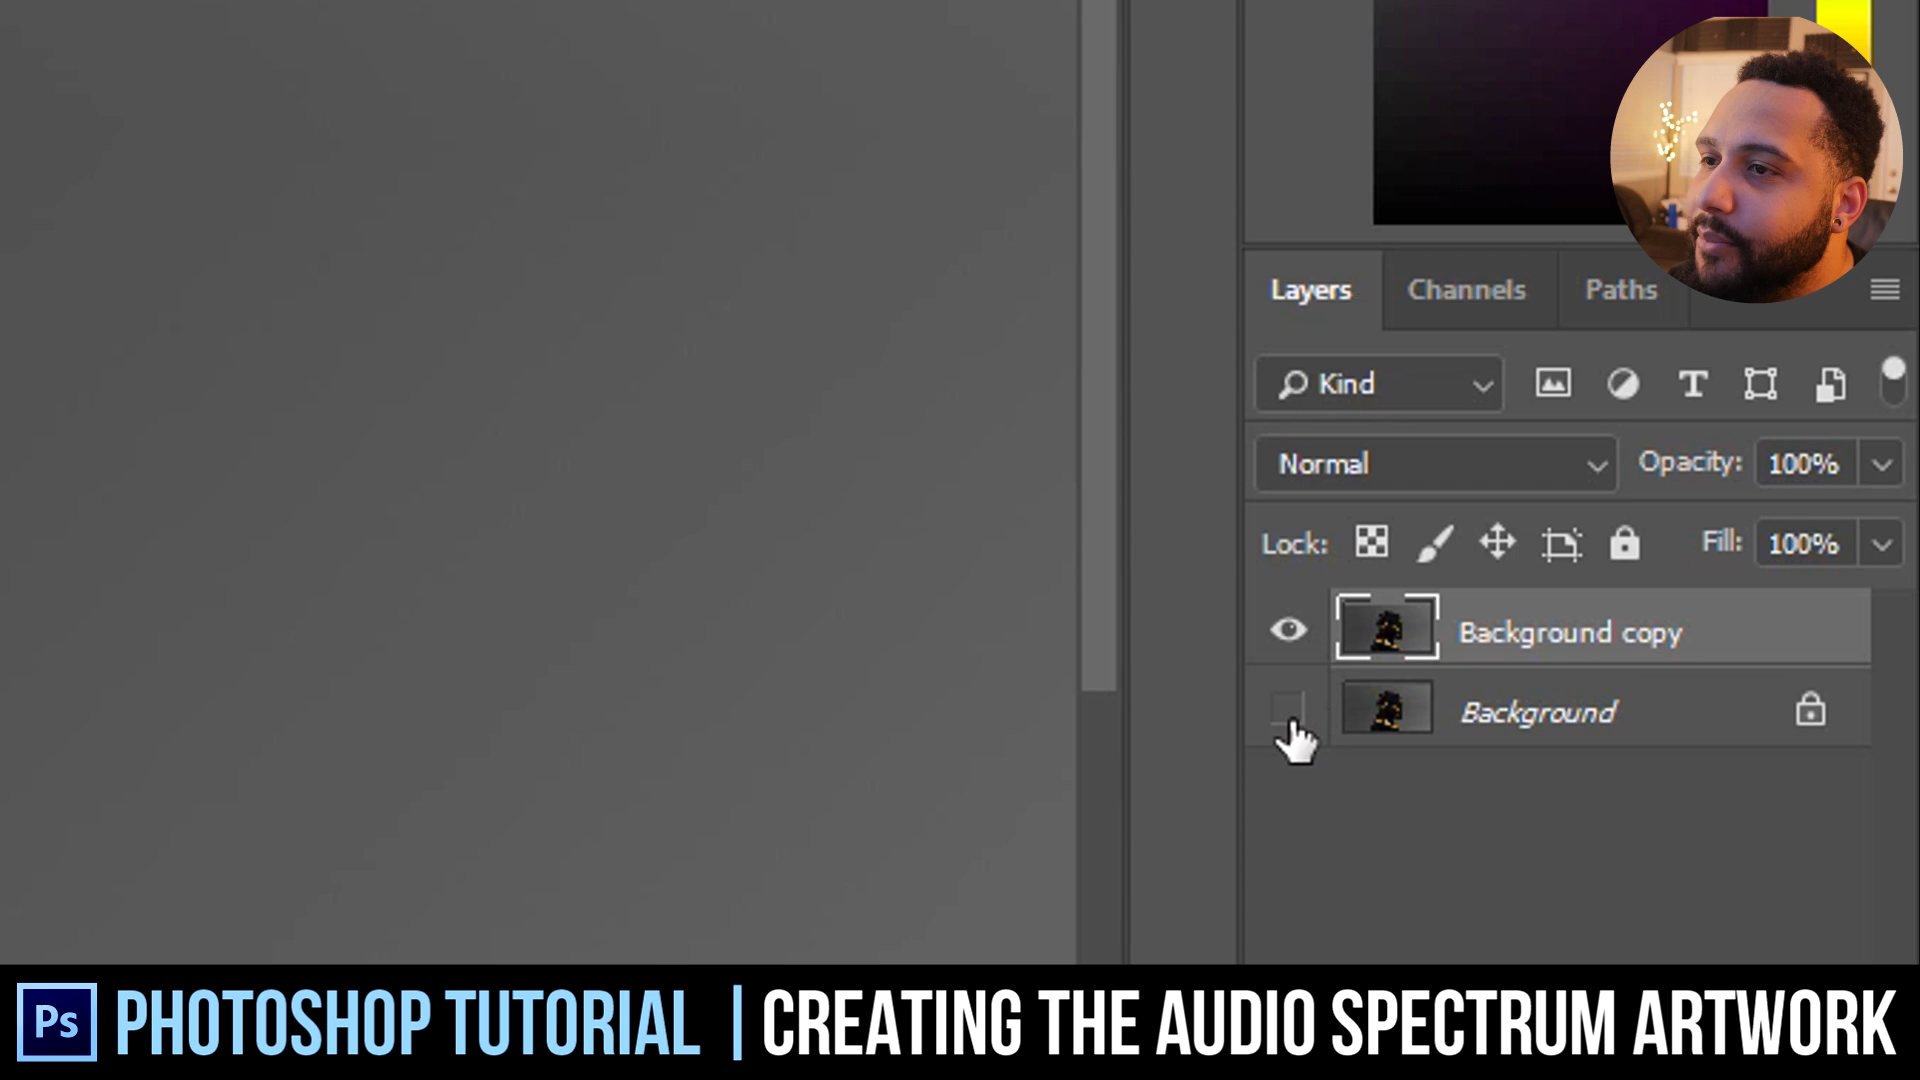 Layers Channels Paths
Kind
Normal Opacity: 100%
Lock: Fill: 100%
Background copy
Background
Ps PHOTOSHOP TUTORIAL | CREATING THE AUDIO SPECTRUM ARTWORK